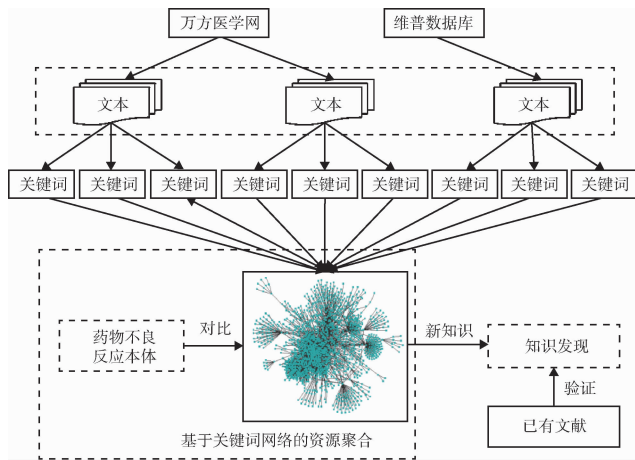 万方医学网
维普数据库
文本
文本
文本
关键词
关键词
关键词
关键词
关键词
关键词
关键词
关键词
关键词
药物不良
反应本体
对比
新知识
知识发现
验证
已有文献
基于关键词网络的资源聚合